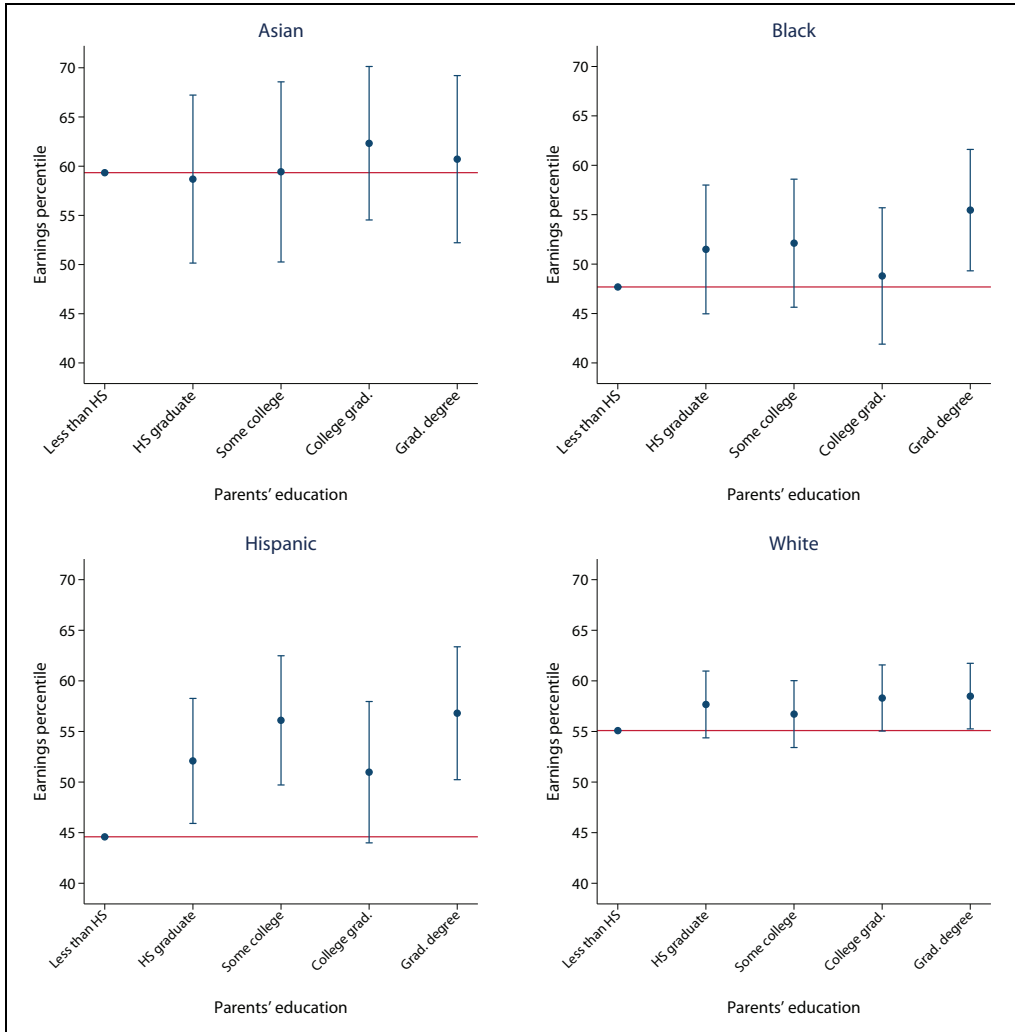 Asian
Earnings percentile
70
65
60
55
50
45
40
Less than HS
HS graduate
Some college
College grad.
Grad. degree
Parents’ education
Black
Earnings percentile
70
65
60
55
50
45
40
Less than HS
HS graduate
Some college
College grad.
Grad. degree
Parents’ education
Hispanic
Earnings percentile
70
65
60
55
50
45
40
Less than HS
HS graduate
Some college
College grad.
Grad. degree
Parents’ education
White
Earnings percentile
70
65
60
55
50
45
40
Less than HS
HS graduate
Some college
College grad.
Grad. degree
Parents’ education